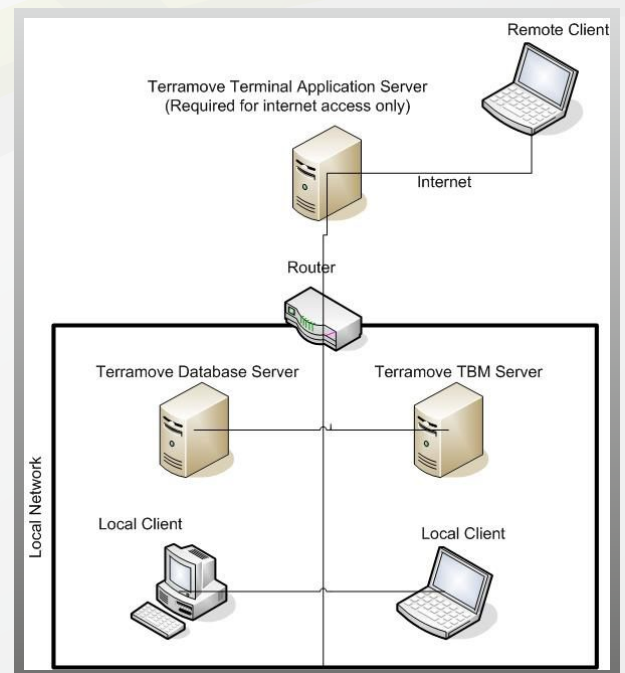 Remote Client
Terramove Terminal Application Server
(Required for internet access only)
Internet
Router
Terramove Database Server
Terramove TBM Server
Local Network
Local Client
Local Client